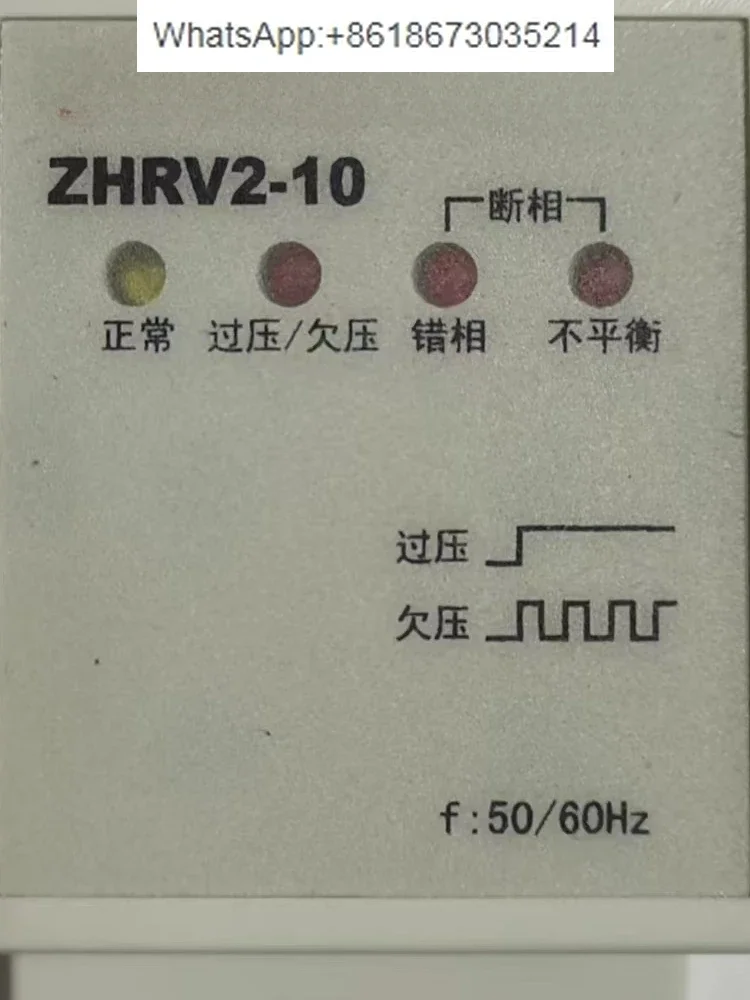 WhatsApp:+8618673035214
ZHRV2-10
断相
正常 过压/欠压 错相 不平衡
过压
欠压
f:50/60Hz